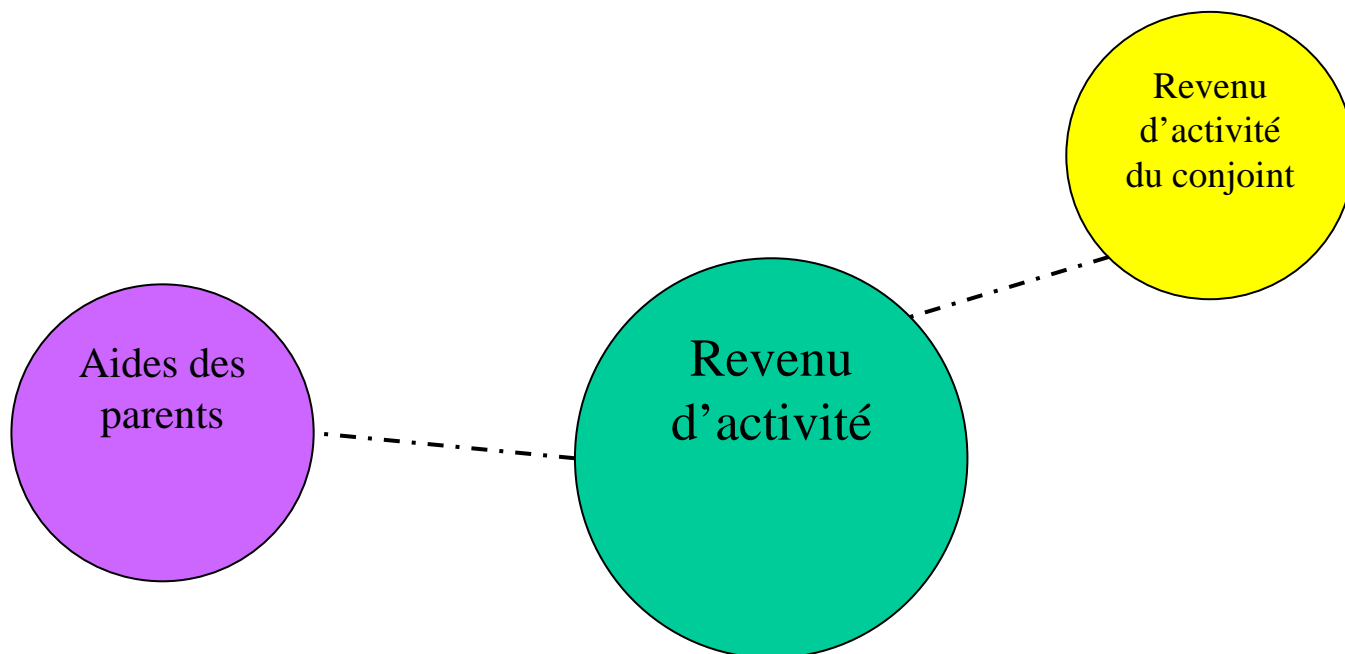 Revenu
d’activité
du conjoint
Aides des
parents
Revenu
d’activité